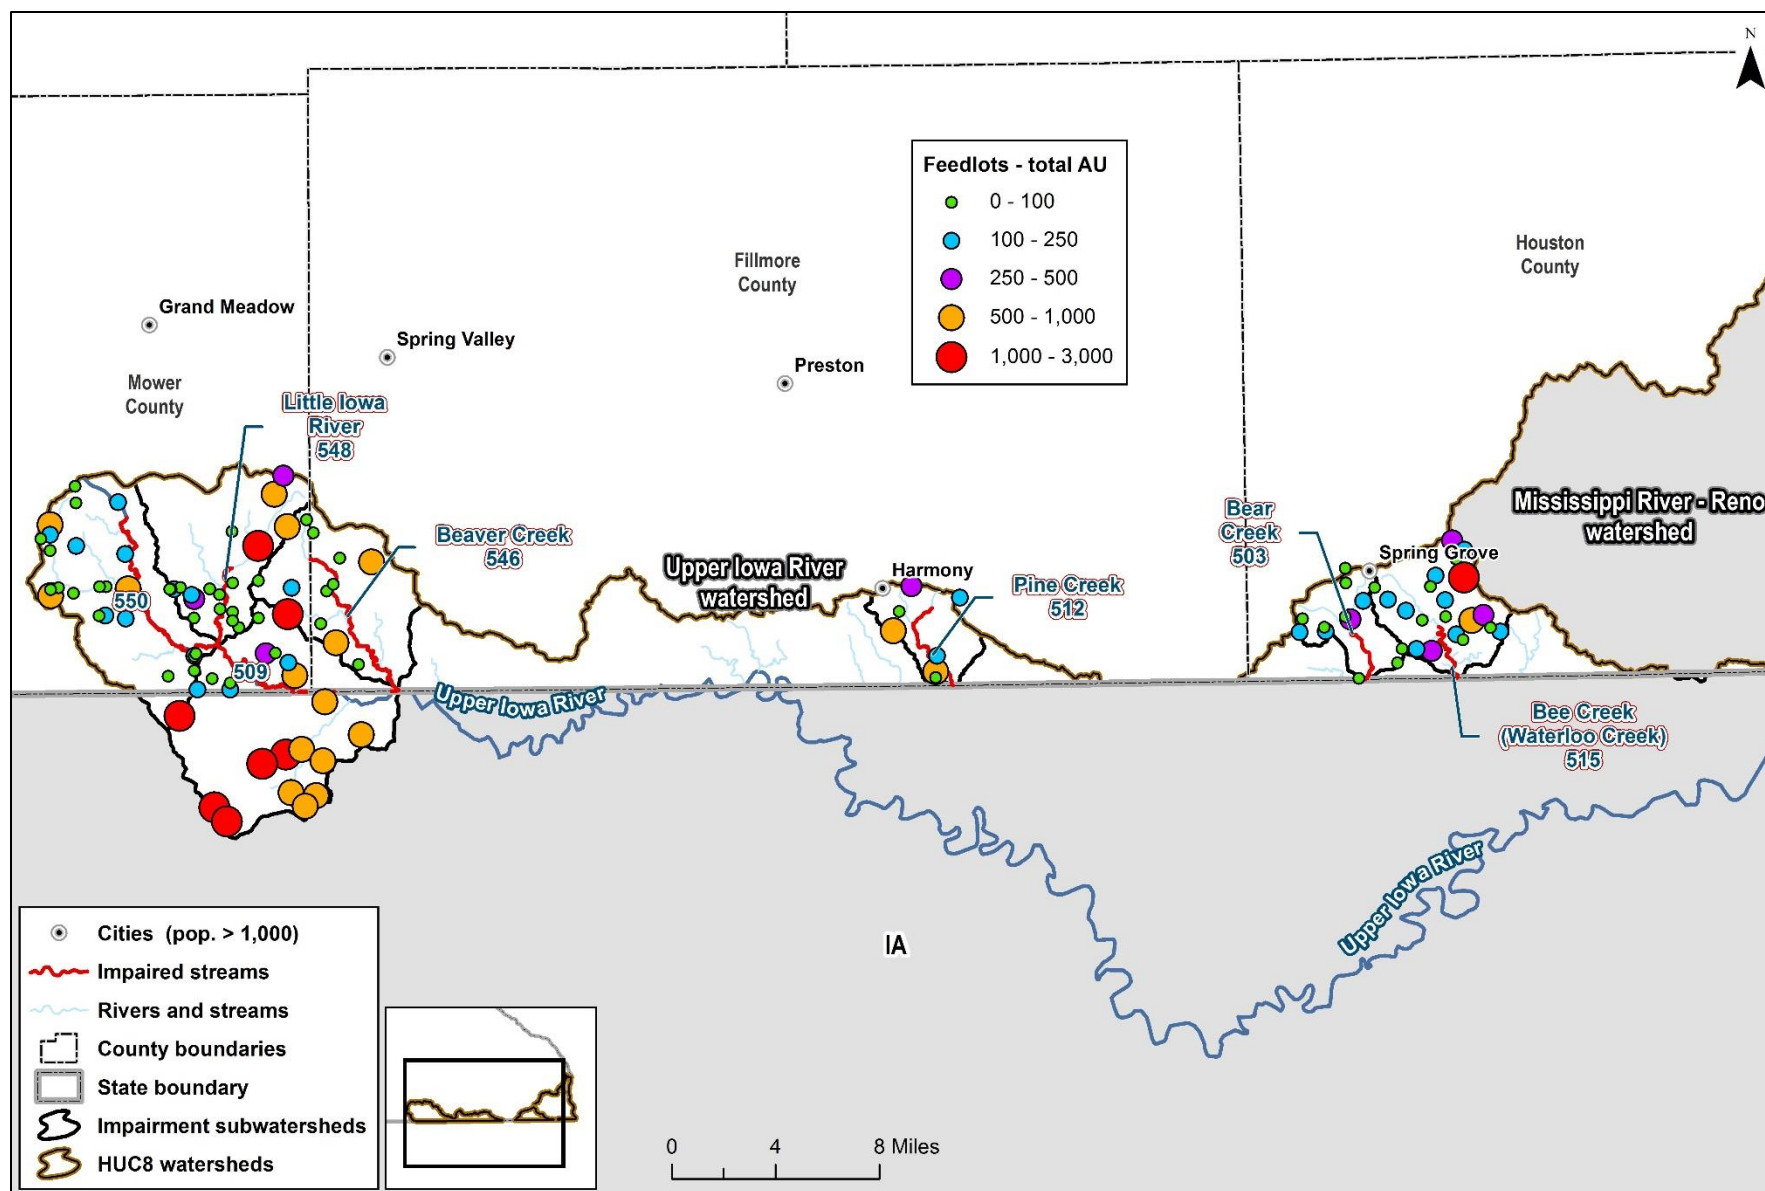 N
Feedlots - total AU
0 - 100
100 - 250
250 - 500
500 - 1,000
1,000 - 3,000
Fillmore
County
Houston
County
Grand Meadow
Spring Valley
Preston
Mower
County
Little Iowa
River
548
Beaver Creek
546
Upper Iowa River
watershed
Harmony
Pine Creek
512
Bear
Creek
503
Spring Grove
Mississippi River - Reno
watershed
550
509
Upper Iowa River
Bee Creek
(Waterloo Creek)
515
Upper Iowa River
IA
Cities (pop. > 1,000)
Impaired streams
Rivers and streams
County boundaries
State boundary
Impairment subwatersheds
HUC8 watersheds
0 4 8 Miles